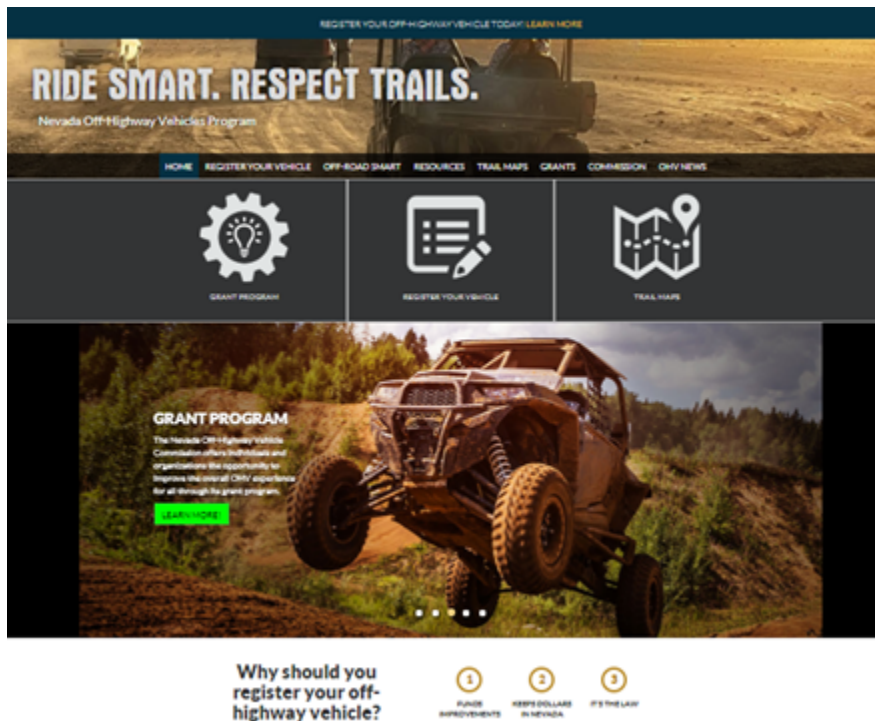 REGISTER YOUR OFF-HIGHWAY VEHICLE TODAY! LEARN MORE
RIDE SMART. RESPECT TRAILS.
Nevada Off-Highway Vehicles Program
HOME REGISTER YOUR VEHICLE OFF-ROAD SMART RESOURCES TRAIL MAPS GRANTS COMMISSION OHV NEWS
GRANT PROGRAM REGISTER YOUR VEHICLE TRAIL MAPS
GRANT PROGRAM
The Nevada Off-Highway Vehicle
Commission offers individuals and
organizations the opportunity to
improve the overall OHV experience
for all through its grant program.
LEARN MORE!
Why should you
register your off-
highway vehicle?
1 2 3
FUNDS KEEPS DOLLARS IT'S THE LAW
IMPROVEMENTS IN NEVADA